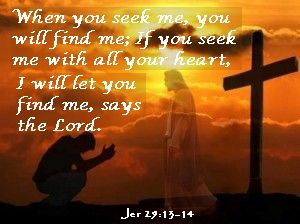 When you seek me, you
will find me; If you seek
me with all your heart,
I will let you
find me, says
the Lord.
Jer 29:13-14